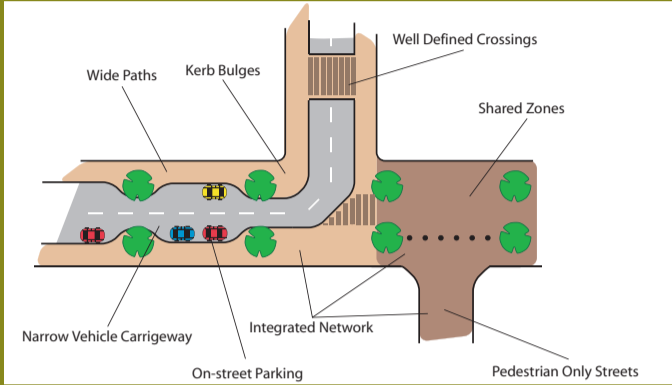 Well Defined Crossings
Kerb Bulges
Wide Paths
Shared Zones
Narrow Vehicle Carrigeway
Integrated Network
On-street Parking
Pedestrian Only Streets